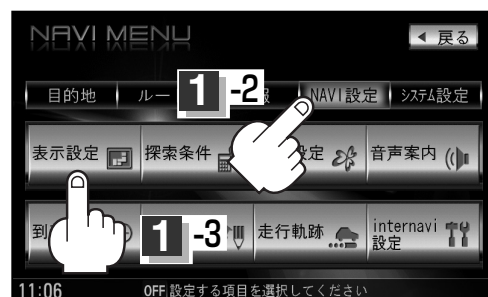 NAVI MENU
戻る
目的地 ルー 1-2 報 NAVI設定 システム設定
表示設定 探索条件 定 音声案内
到 1-3 走行軌跡 internavi
設定
11:06 OFF 設定する項目を選択してください